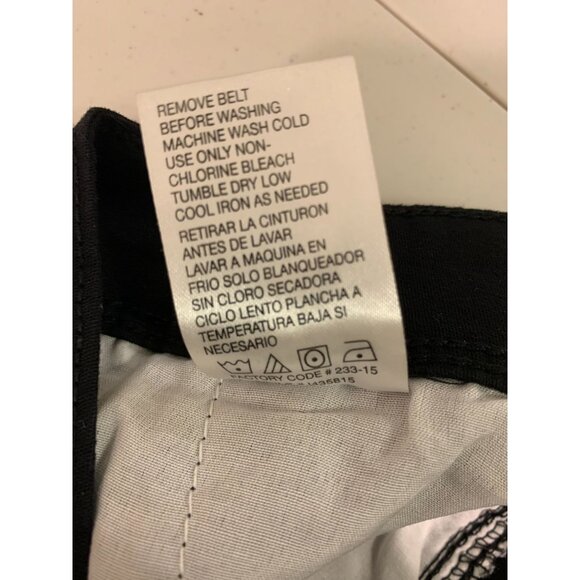 REMOVE BELT
BEFORE WASHING
MACHINE WASH COLD
USE ONLY NON-
CHLORINE BLEACH
TUMBLE DRY LOW
COOL IRON AS NEEDED
RETIRAR LA CINTURON
ANTES DE LAVAR
LAVAR A MAQUINA EN
FRIO SOLO BLANQUEADOR
SIN CLORO SECADORA
CICLO LENTO PLANCHA A
TEMPERATURA BAJA SI
NECESARIO
FACTORY CODE # 233-15